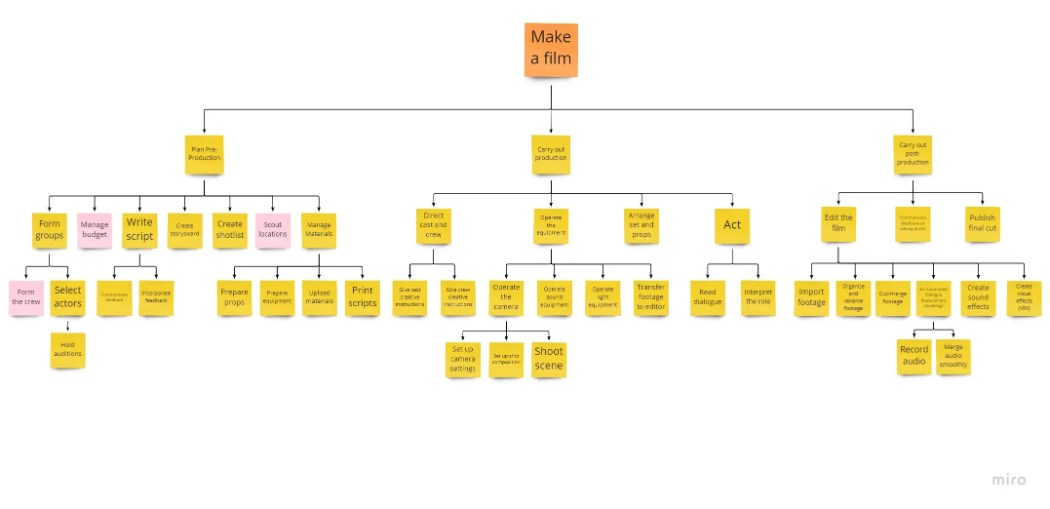 Make
a film
Plan Pre-
Production
Carry out
production
Carry out
post-
production
Form
groups
Manage
budget
Write
script
Create
storyboard
Create
shotlist
Scout
locations
Manage
Materials
Direct
cast and
crew
Operate
the
equipment
Arrange
set and
props
Act
Edit the
film
Communicate
feedback on
Publish
final cut
Form
the crew
Select
actors
Communicate
feedback
Incorporate
feedback
Prepare
props
Prepare
equipment
Upload
materials
Print
scripts
Give cast
creative
instructions
Give crew
creative
instructions
Operate
the
camera
Operate
sound
equipment
Operate
light
equipment
Transfer
footage
to editor
Read
dialogue
Interpret
the role
Import
footage
Organize
and
rename
footage
Cut/merge
footage
Dialogue
Replacement
(Dubbing)
Create
sound
effects
Create
visual
effects
(VFX)
Hold
auditions
Set up
camera
settings
Set up shot
composition
Shoot
scene
Record
audio
Merge
audio
smoothly
miro